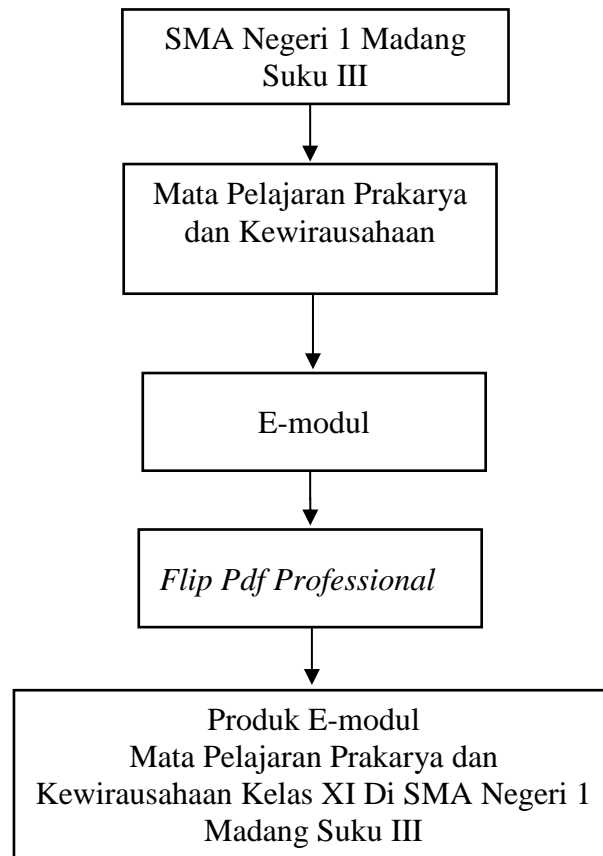 SMA Negeri 1 Madang
Suku III
Mata Pelajaran Prakarya
dan Kewirausahaan
E-modul
Flip Pdf Professional
Produk E-modul
Mata Pelajaran Prakarya dan
Kewirausahaan Kelas XI Di SMA Negeri 1
Madang Suku III